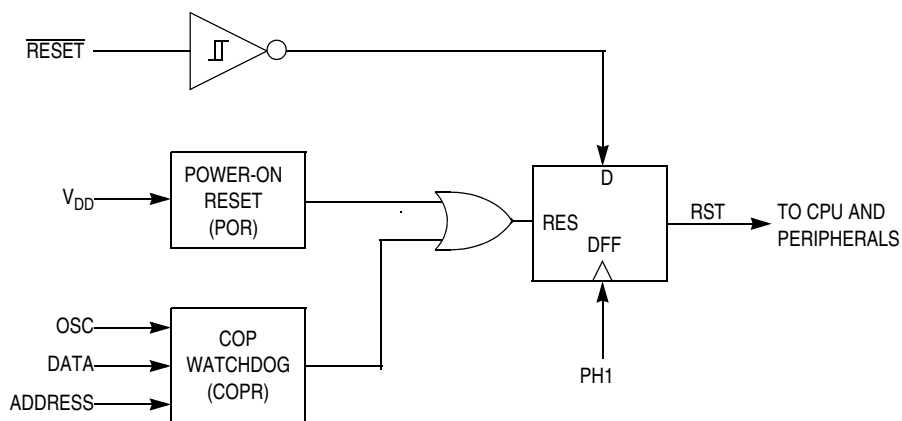 RESET
D
POWER-ON
RESET
(POR)
VDD
RES
DFF
RST
TO CPU AND
PERIPHERALS
OSC
DATA
ADDRESS
COP
WATCHDOG
(COPR)
PH1